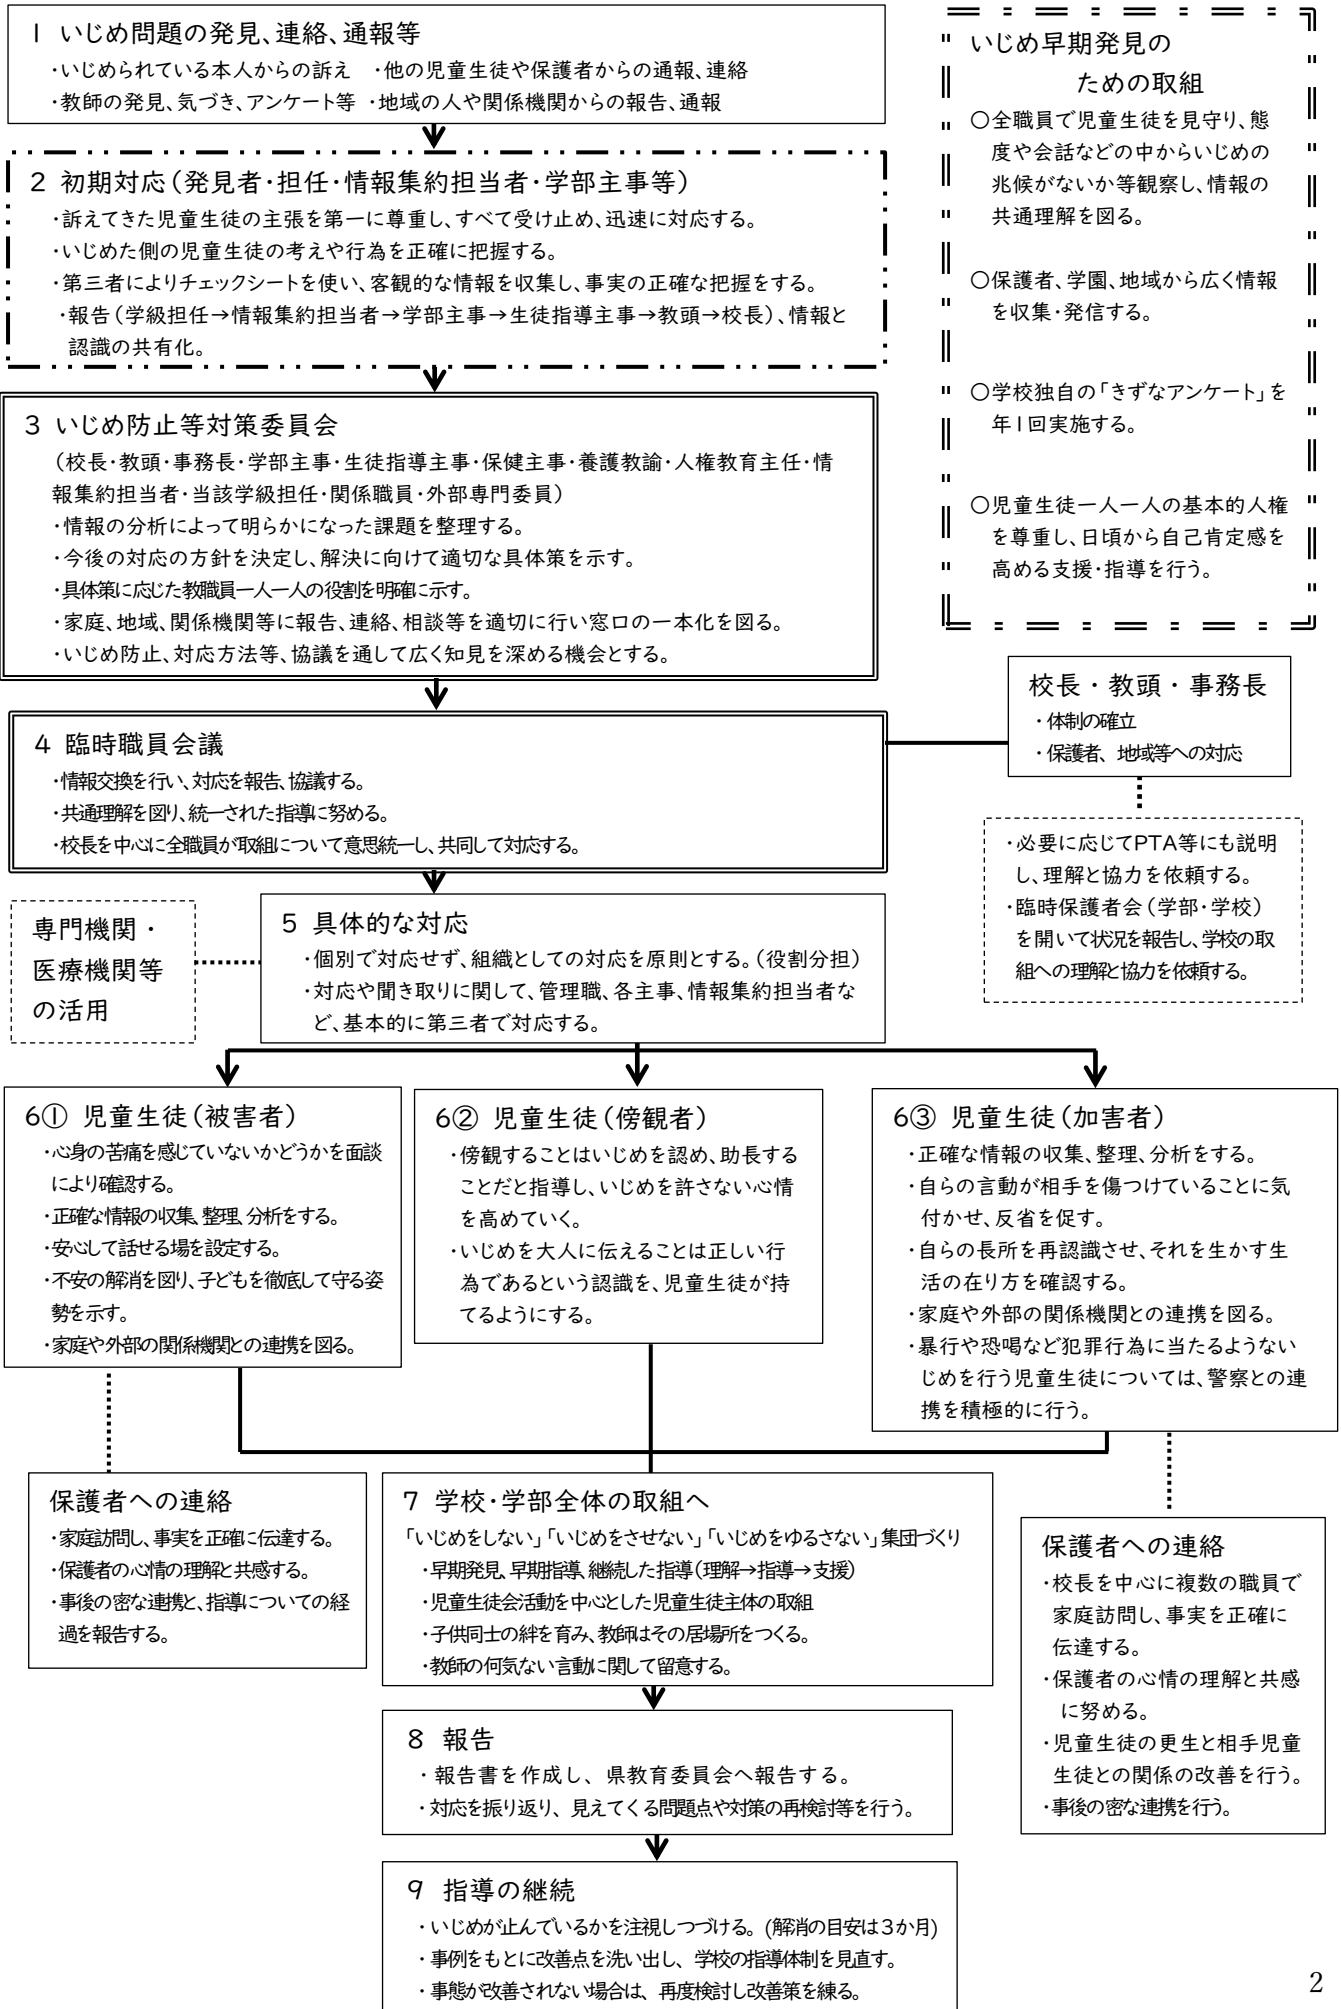 1 いじめ問題の発見、連絡、通報等
・いじめられている本人からの訴え ・他の児童生徒や保護者からの通報、連絡
・教師の発見、気づき、アンケート等 ・地域の人や関係機関からの報告、通報
2 初期対応(発見者・担任・情報集約担当者・学部主事等)
・訴えてきた児童生徒の主張を第一に尊重し、すべて受け止め、迅速に対応する。
・いじめた側の児童生徒の考えや行為を正確に把握する。
・第三者によりチェックシートを使い、客観的な情報を収集し、事実の正確な把握をする。
・報告(学級担任→情報集約担当者→学部主事→生徒指導主事→教頭→校長)、情報と
認識の共有化。
3 いじめ防止等対策委員会
(校長・教頭・事務長・学部主事・生徒指導主事・保健主事・養護教諭・人権教育主任・情
報集約担当者・当該学級担任・関係職員・外部専門委員)
・情報の分析によって明らかになった課題を整理する。
・今後の対応の方針を決定し、解決に向けて適切な具体策を示す。
・具体策に応じた教職員一人一人の役割を明確に示す。
・家庭、地域、関係機関等に報告、連絡、相談等を適切に行い窓口の一本化を図る。
・いじめ防止、対応方法等、協議を通して広く知見を深める機会とする。
いじめ早期発見の
ための取組
○全職員で児童生徒を見守り、態
度や会話などの中からいじめの
兆候がないか等観察し、情報の
共通理解を図る。
○保護者、学園、地域から広く情報
を収集・発信する。
○学校独自の「きずなアンケート」を
年1回実施する。
○児童生徒一人一人の基本的人権
を尊重し、日頃から自己肯定感を
高める支援・指導を行う。
4 臨時職員会議
・情報交換を行い、対応を報告、協議する。
・共通理解を図り、統一された指導に努める。
・校長を中心に全職員が取組について意思統一し、共同して対応する。
校長・教頭・事務長
・体制の確立
・保護者、地域等への対応
・必要に応じてPTA等にも説明
し、理解と協力を依頼する。
・臨時保護者会(学部・学校)
を開いて状況を報告し、学校の取
組への理解と協力を依頼する。
専門機関・
医療機関等
の活用
5 具体的な対応
・個別で対応せず、組織としての対応を原則とする。(役割分担)
・対応や聞き取りに関して、管理職、各主事、情報集約担当者な
ど、基本的に第三者で対応する。
6① 児童生徒(被害者)
・心身の苦痛を感じていないかどうかを面談
により確認する。
・正確な情報の収集、整理、分析をする。
・安心して話せる場を設定する。
・不安の解消を図り、子どもを徹底して守る姿
勢を示す。
・家庭や外部の関係機関との連携を図る。
6② 児童生徒(傍観者)
・傍観することはいじめを認め、助長する
ことだと指導し、いじめを許さない心情
を高めていく。
・いじめを大人に伝えることは正しい行
為であるという認識を、児童生徒が持
てるようにする。
6③ 児童生徒(加害者)
・正確な情報の収集、整理、分析をする。
・自らの言動が相手を傷つけていることに気
付かせ、反省を促す。
・自らの長所を再認識させ、それを生かす生
活の在り方を確認する。
・家庭や外部の関係機関との連携を図る。
・暴行や恐喝など犯罪行為に当たるようない
じめを行う児童生徒については、警察との連
携を積極的に行う。
保護者への連絡
・家庭訪問し、事実を正確に伝達する。
・保護者の心情の理解と共感する。
・事後の密な連携と、指導についての経
過を報告する。
7 学校・学部全体の取組へ
「いじめをしない」「いじめをさせない」「いじめをゆるさない」集団づくり
・早期発見、早期指導、継続した指導(理解→指導→支援)
・児童生徒会活動を中心とした児童生徒主体の取組
・子供同士の絆を育み、教師はその居場所をつくる。
・教師の何気ない言動に関して留意する。
保護者への連絡
・校長を中心に複数の職員で
家庭訪問し、事実を正確に
伝達する。
・保護者の心情の理解と共感
に努める。
・児童生徒の更生と相手児童
生徒との関係の改善を行う。
・事後の密な連携を行う。
8 報告
・報告書を作成し、県教育委員会へ報告する。
・対応を振り返り、見えてくる問題点や対策の再検討等を行う。
9 指導の継続
・いじめが止んでいるかを注視しつづける。(解消の目安は3か月)
・事例をもとに改善点を洗い出し、学校の指導体制を見直す。
・事態が改善されない場合は、再度検討し改善策を練る。
2